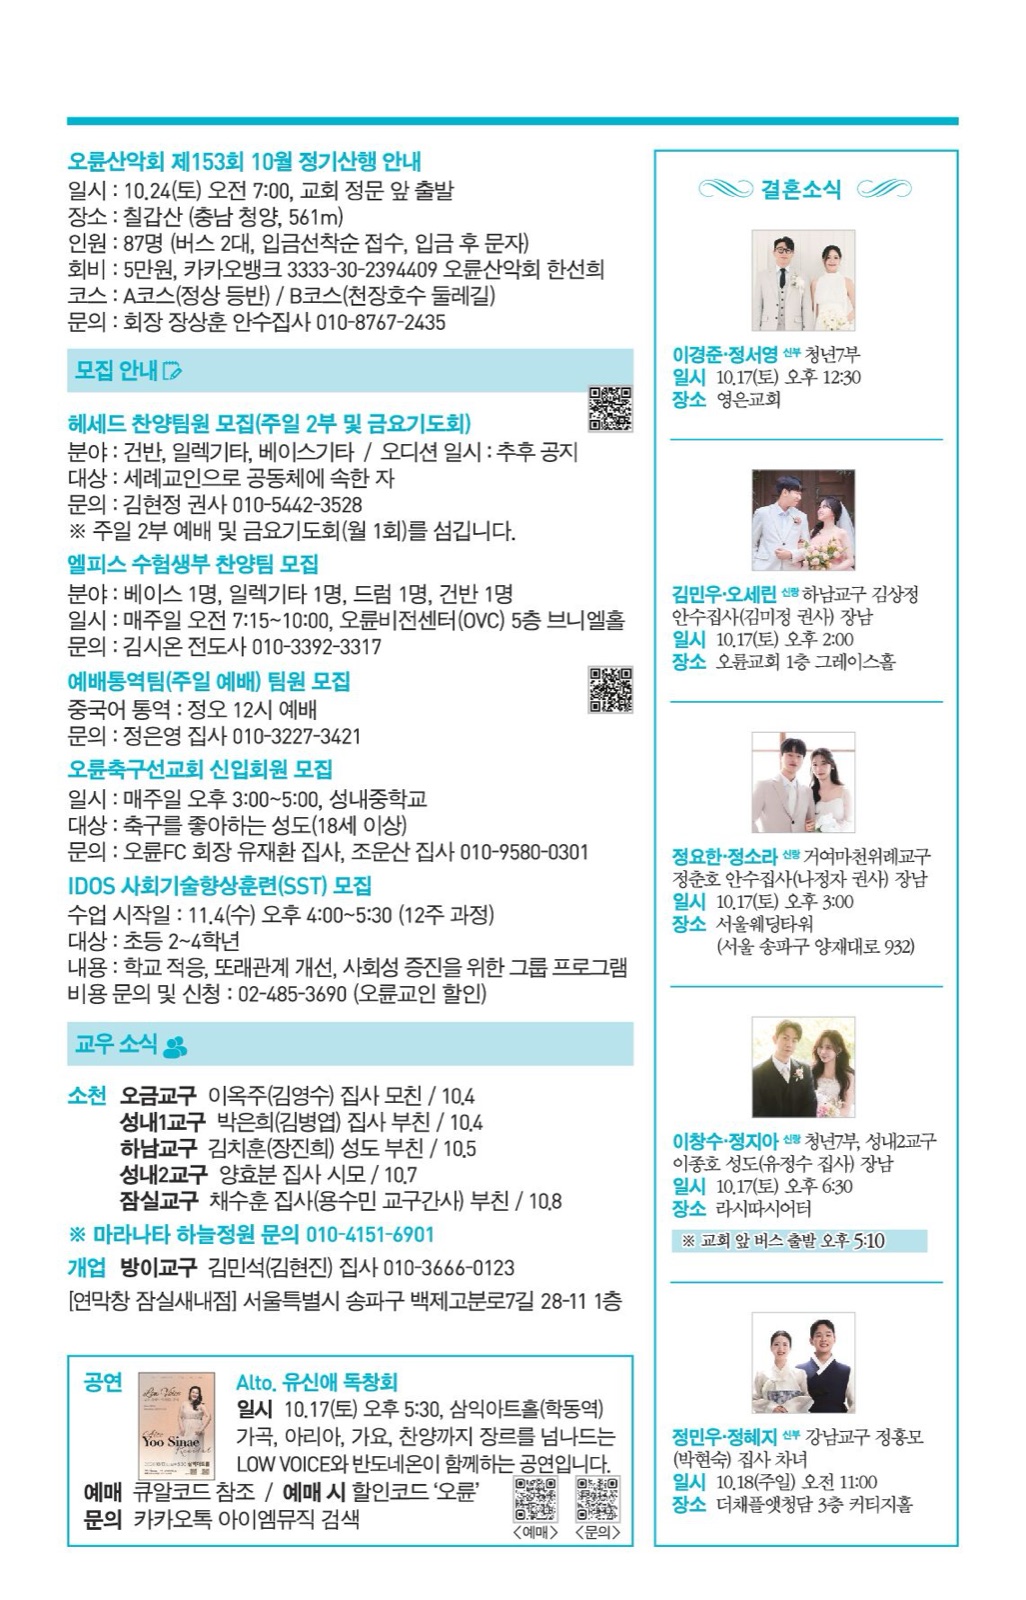 오륜산악회 제153회 10월 정기산행 안내
일시 : 10.24(토) 오전 7:00, 교회 정문 앞 출발
장소 : 칠갑산 (충남 청양, 561m)
인원 : 87명 (버스 2대, 입금선착순 접수, 입금 후 문자)
회비 : 5만원, 카카오뱅크 3333-30-2394409 오륜산악회 한선희
코스 : A코스(정상 등반) / B코스(천장호수 둘레길)
문의 : 회장 장상훈 안수집사 010-8767-2435
모집 안내
헤세드 찬양팀원 모집(주일 2부 및 금요기도회)
분야 : 건반, 일렉기타, 베이스기타 / 오디션 일시 : 추후 공지
대상 : 세례교인으로 공동체에 속한 자
문의 : 김현정 권사 010-5442-3528
※ 주일 2부 예배 및 금요기도회(월 1회)를 섬깁니다.
엘피스 수험생부 찬양팀 모집
분야 : 베이스 1명, 일렉기타 1명, 드럼 1명, 건반 1명
일시 : 매주일 오전 7:15~10:00, 오륜비전센터(OVC) 5층 브니엘홀
문의 : 김시온 전도사 010-3392-3317
예배통역팀(주일 예배) 팀원 모집
중국어 통역 : 정오 12시 예배
문의 : 정은영 집사 010-3227-3421
오륜축구선교회 신입회원 모집
일시 : 매주일 오후 3:00~5:00, 성내중학교
대상 : 축구를 좋아하는 성도(18세 이상)
문의 : 오륜FC 회장 유재환 집사, 조운산 집사 010-9580-0301
IDOS 사회기술향상훈련(SST) 모집
수업 시작일 : 11.4(수) 오후 4:00~5:30 (12주 과정)
대상 : 초등 2~4학년
내용 : 학교 적응, 또래관계 개선, 사회성 증진을 위한 그룹 프로그램
비용 문의 및 신청 : 02-485-3690 (오륜교인 할인)
교우 소식
소천 오금교구 이옥주(김영수) 집사 모친 / 10.4
성내1교구 박은희(김병엽) 집사 부친 / 10.4
하남교구 김치훈(장진희) 성도 부친 / 10.5
성내2교구 양효분 집사 시모 / 10.7
잠실교구 채수훈 집사(용수민 교구간사) 부친 / 10.8
※ 마라나타 하늘정원 문의 010-4151-6901
개업 방이교구 김민석(김현진) 집사 010-3666-0123
[연막창 잠실새내점] 서울특별시 송파구 백제고분로7길 28-11 1층
공연
Low Voice
Alto
Yoo Sinae
Recital
Alto. 유신애 독창회
일시 10.17(토) 오후 5:30, 삼익아트홀(학동역)
가곡, 아리아, 가요, 찬양까지 장르를 넘나드는
LOW VOICE와 반도네온이 함께하는 공연입니다.
예매 큐알코드 참조 / 예매 시 할인코드 ‘오륜’
문의 카카오톡 아이엠뮤직 검색
<예매> <문의>
결혼소식
이경준·정서영 신부 청년7부
일시 10.17(토) 오후 12:30
장소 영은교회
김민우·오세린 신랑 하남교구 김상정
안수집사(김미정 권사) 장남
일시 10.17(토) 오후 2:00
장소 오륜교회 1층 그레이스홀
정요한·정소라 신랑 거여마천위례교구
정춘호 안수집사(나정자 권사) 장남
일시 10.17(토) 오후 3:00
장소 서울웨딩타워
(서울 송파구 양재대로 932)
이창수·정지아 신랑 청년7부, 성내2교구
이종호 성도(유정수 집사) 장남
일시 10.17(토) 오후 6:30
장소 라시따시어터
※ 교회 앞 버스 출발 오후 5:10
정민우·정혜지 신부 강남교구 정홍모
(박현숙) 집사 차녀
일시 10.18(주일) 오전 11:00
장소 더채플앳청담 3층 커티지홀